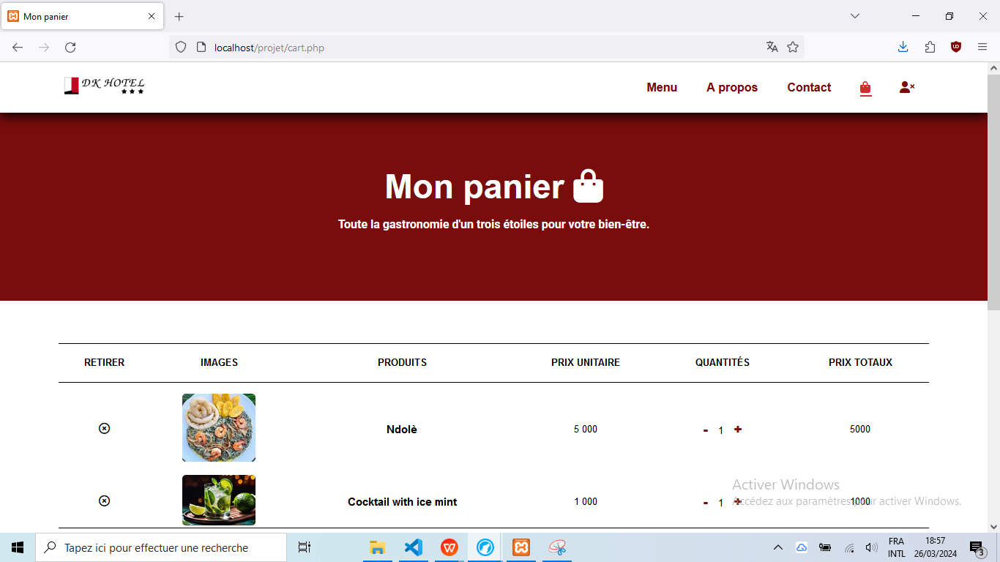 Mon panier
localhost/projet/cart.php
DK HOTEL
Menu
A propos
Contact
Mon panier
Toute la gastronomie d'un trois étoiles pour votre bien-être.
RETIRER IMAGES PRODUITS PRIX UNITAIRE QUANTITÉS PRIX TOTAUX
Ndolè 5 000 - 1 + 5000
Cocktail with ice mint 1 000 - 1 + 1000
Activer Windows
Accédez aux paramètres pour activer Windows.
Tapez ici pour effectuer une recherche
FRA
INTL
18:57
26/03/2024
3